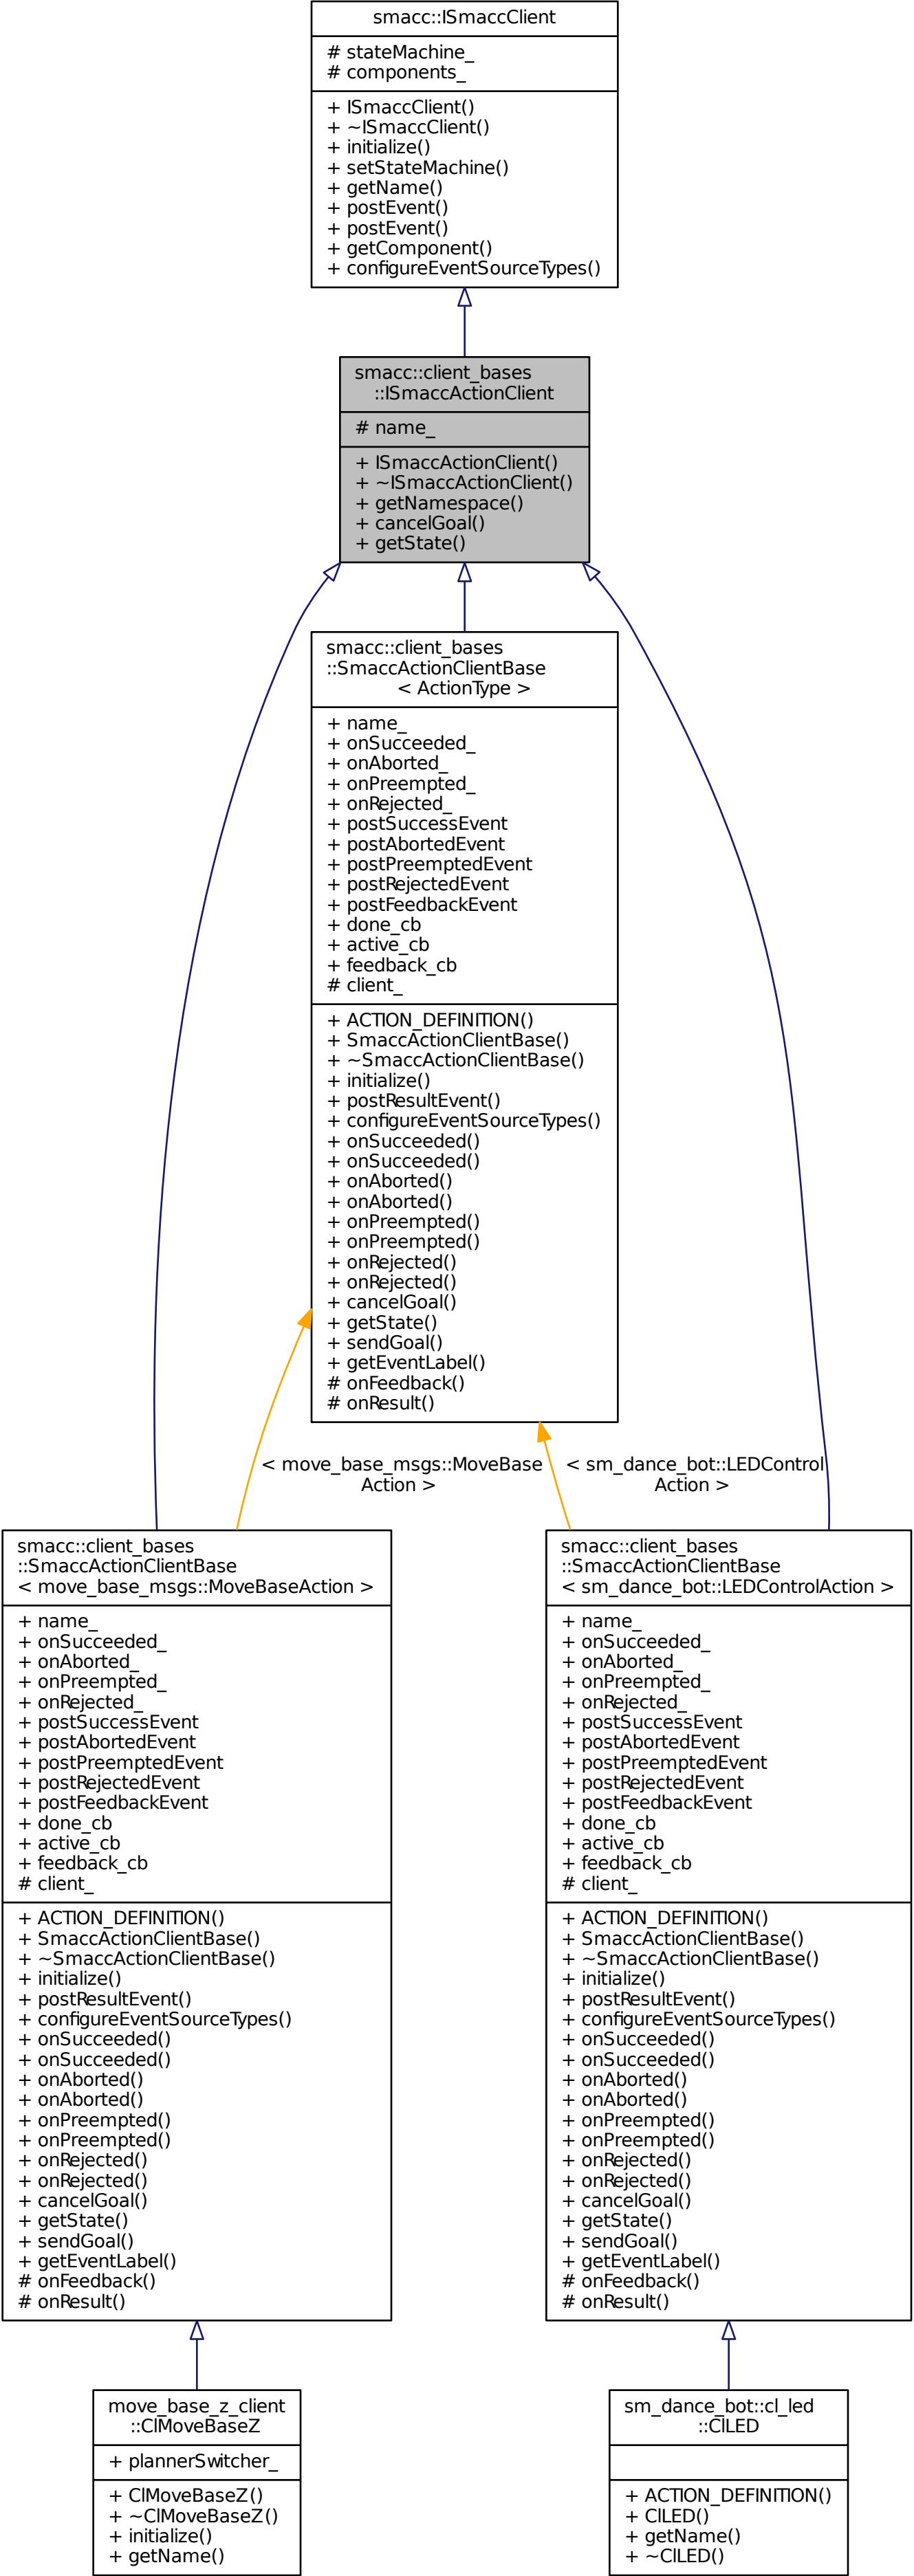 smacc::ISmaccClient
# stateMachine_
# components_
+ ISmaccClient()
+ ~ISmaccClient()
+ initialize()
+ setStateMachine()
+ getName()
+ postEvent()
+ postEvent()
+ getComponent()
+ configureEventSourceTypes()
smacc::client_bases
::ISmaccActionClient
# name_
+ ISmaccActionClient()
+ ~ISmaccActionClient()
+ getNamespace()
+ cancelGoal()
+ getState()
smacc::client_bases
::SmaccActionClientBase
< ActionType >
+ name_
+ onSucceeded_
+ onAborted_
+ onPreempted_
+ onRejected_
+ postSuccessEvent
+ postAbortedEvent
+ postPreemptedEvent
+ postRejectedEvent
+ postFeedbackEvent
+ done_cb
+ active_cb
+ feedback_cb
# client_
+ ACTION_DEFINITION()
+ SmaccActionClientBase()
+ ~SmaccActionClientBase()
+ initialize()
+ postResultEvent()
+ configureEventSourceTypes()
+ onSucceeded()
+ onSucceeded()
+ onAborted()
+ onAborted()
+ onPreempted()
+ onPreempted()
+ onRejected()
+ onRejected()
+ cancelGoal()
+ getState()
+ sendGoal()
+ getEventLabel()
# onFeedback()
# onResult()
< move_base_msgs::MoveBase
Action >
< sm_dance_bot::LEDControl
Action >
smacc::client_bases
::SmaccActionClientBase
< move_base_msgs::MoveBaseAction >
+ name_
+ onSucceeded_
+ onAborted_
+ onPreempted_
+ onRejected_
+ postSuccessEvent
+ postAbortedEvent
+ postPreemptedEvent
+ postRejectedEvent
+ postFeedbackEvent
+ done_cb
+ active_cb
+ feedback_cb
# client_
+ ACTION_DEFINITION()
+ SmaccActionClientBase()
+ ~SmaccActionClientBase()
+ initialize()
+ postResultEvent()
+ configureEventSourceTypes()
+ onSucceeded()
+ onSucceeded()
+ onAborted()
+ onAborted()
+ onPreempted()
+ onPreempted()
+ onRejected()
+ onRejected()
+ cancelGoal()
+ getState()
+ sendGoal()
+ getEventLabel()
# onFeedback()
# onResult()
smacc::client_bases
::SmaccActionClientBase
< sm_dance_bot::LEDControlAction >
+ name_
+ onSucceeded_
+ onAborted_
+ onPreempted_
+ onRejected_
+ postSuccessEvent
+ postAbortedEvent
+ postPreemptedEvent
+ postRejectedEvent
+ postFeedbackEvent
+ done_cb
+ active_cb
+ feedback_cb
# client_
+ ACTION_DEFINITION()
+ SmaccActionClientBase()
+ ~SmaccActionClientBase()
+ initialize()
+ postResultEvent()
+ configureEventSourceTypes()
+ onSucceeded()
+ onSucceeded()
+ onAborted()
+ onAborted()
+ onPreempted()
+ onPreempted()
+ onRejected()
+ onRejected()
+ cancelGoal()
+ getState()
+ sendGoal()
+ getEventLabel()
# onFeedback()
# onResult()
move_base_z_client
::ClMoveBaseZ
+ plannerSwitcher_
+ ClMoveBaseZ()
+ ~ClMoveBaseZ()
+ initialize()
+ getName()
sm_dance_bot::cl_led
::ClLED
+ ACTION_DEFINITION()
+ ClLED()
+ getName()
+ ~ClLED()